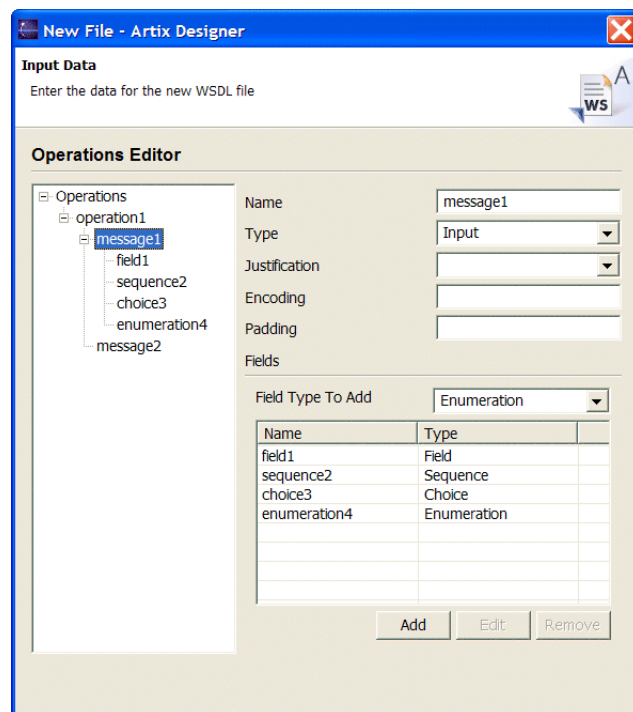 New File - Artix Designer
Input Data
Enter the data for the new WSDL file
A
WS
Operations Editor
Operations
operation1
message1
field1
sequence2
choice3
enumeration4
message2
Name message1
Type Input
Justification
Encoding
Padding
Fields
Field Type To Add Enumeration
Name Type
field1 Field
sequence2 Sequence
choice3 Choice
enumeration4 Enumeration
Add Edit Remove